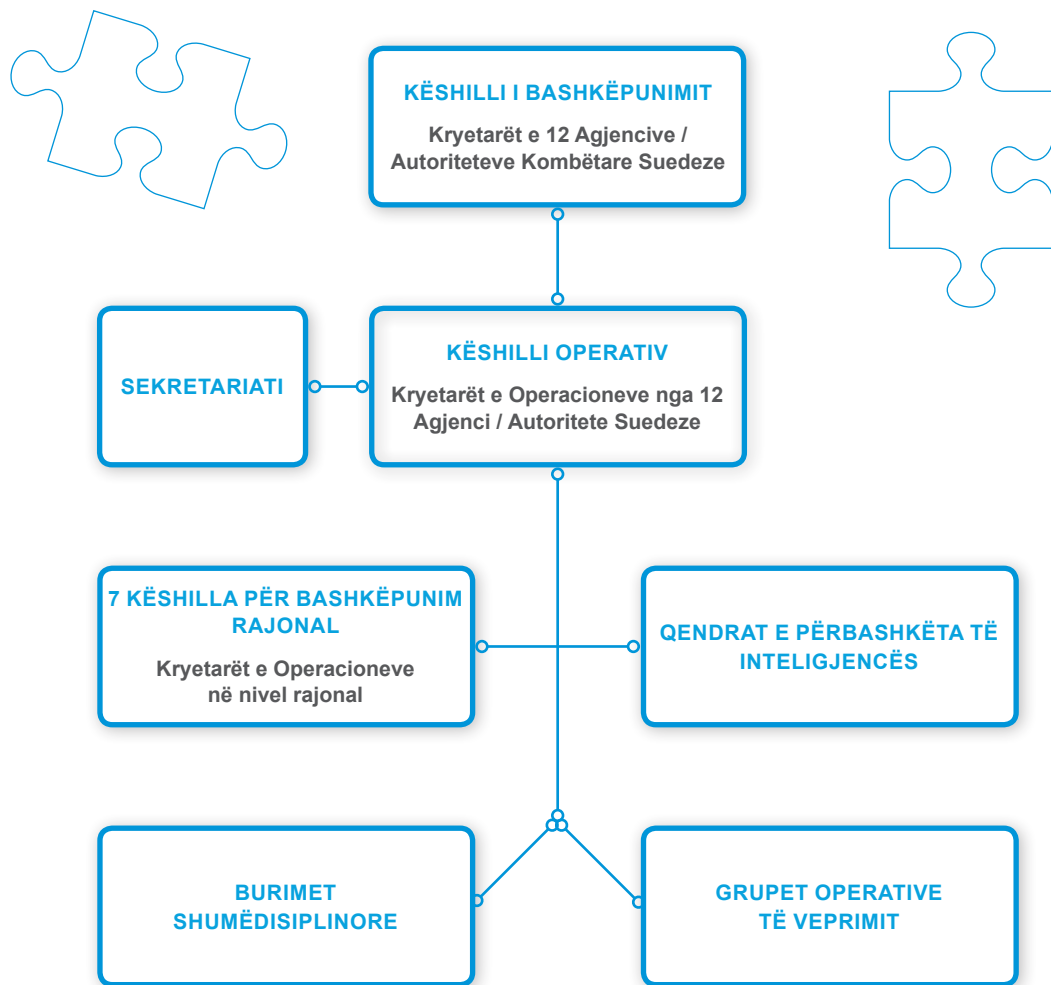 KËSHILLI I BASHKËPUNIMIT
Kryetarët e 12 Agjencive /
Autoriteteve Kombëtare Suedeze
SEKRETARIATI
KËSHILLI OPERATIV
Kryetarët e Operacioneve nga 12
Agjenci / Autoritete Suedeze
7 KËSHILLA PËR BASHKËPUNIM
RAJONAL
Kryetarët e Operacioneve
në nivel rajonal
QENDRAT E PËRBASHKËTA TË
INTELIGJENCËS
BURIMET
SHUMËDISIPLINORE
GRUPET OPERATIVE
TË VEPRIMIT